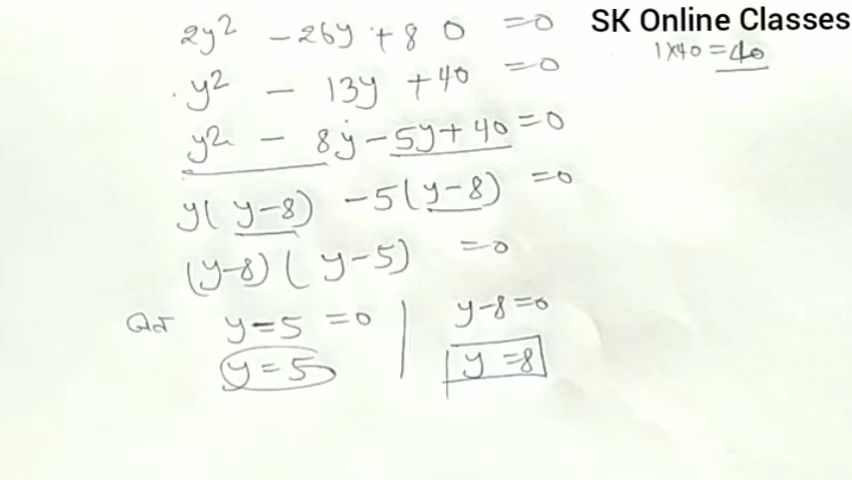 SK Online Classes
2y² - 26y + 80 = 0
1×40 = 40
y² - 13y + 40 = 0
y² - 8y - 5y + 40 = 0
y(y-8) - 5(y-8) = 0
(y-8)(y-5) = 0
y-5 = 0 | y-8 = 0
y = 5 y = 8